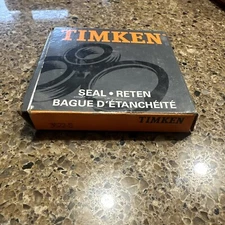 TIMKEN
SEAL • RETEN
BAGUE D'ÉTANCHÉITÉ
TIMKEN